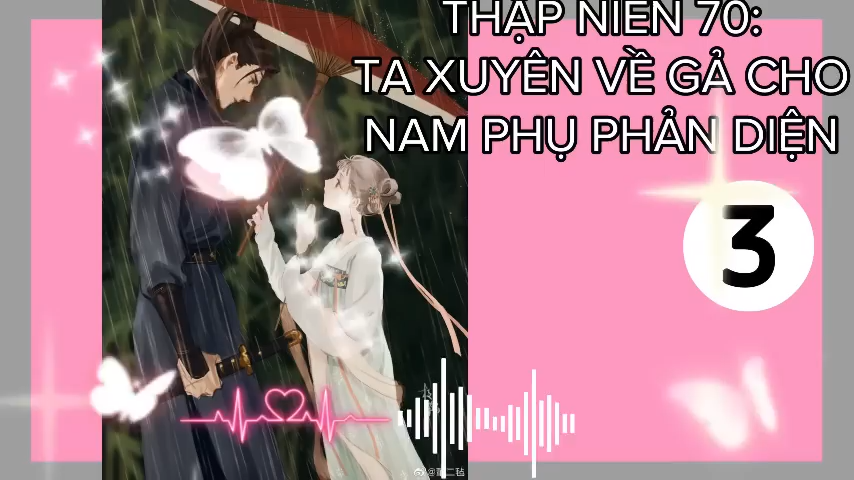 THẬP NIÊN 70:
TA XUYÊN VỀ GẢ CHO
NAM PHỤ PHẢN DIỆN
3